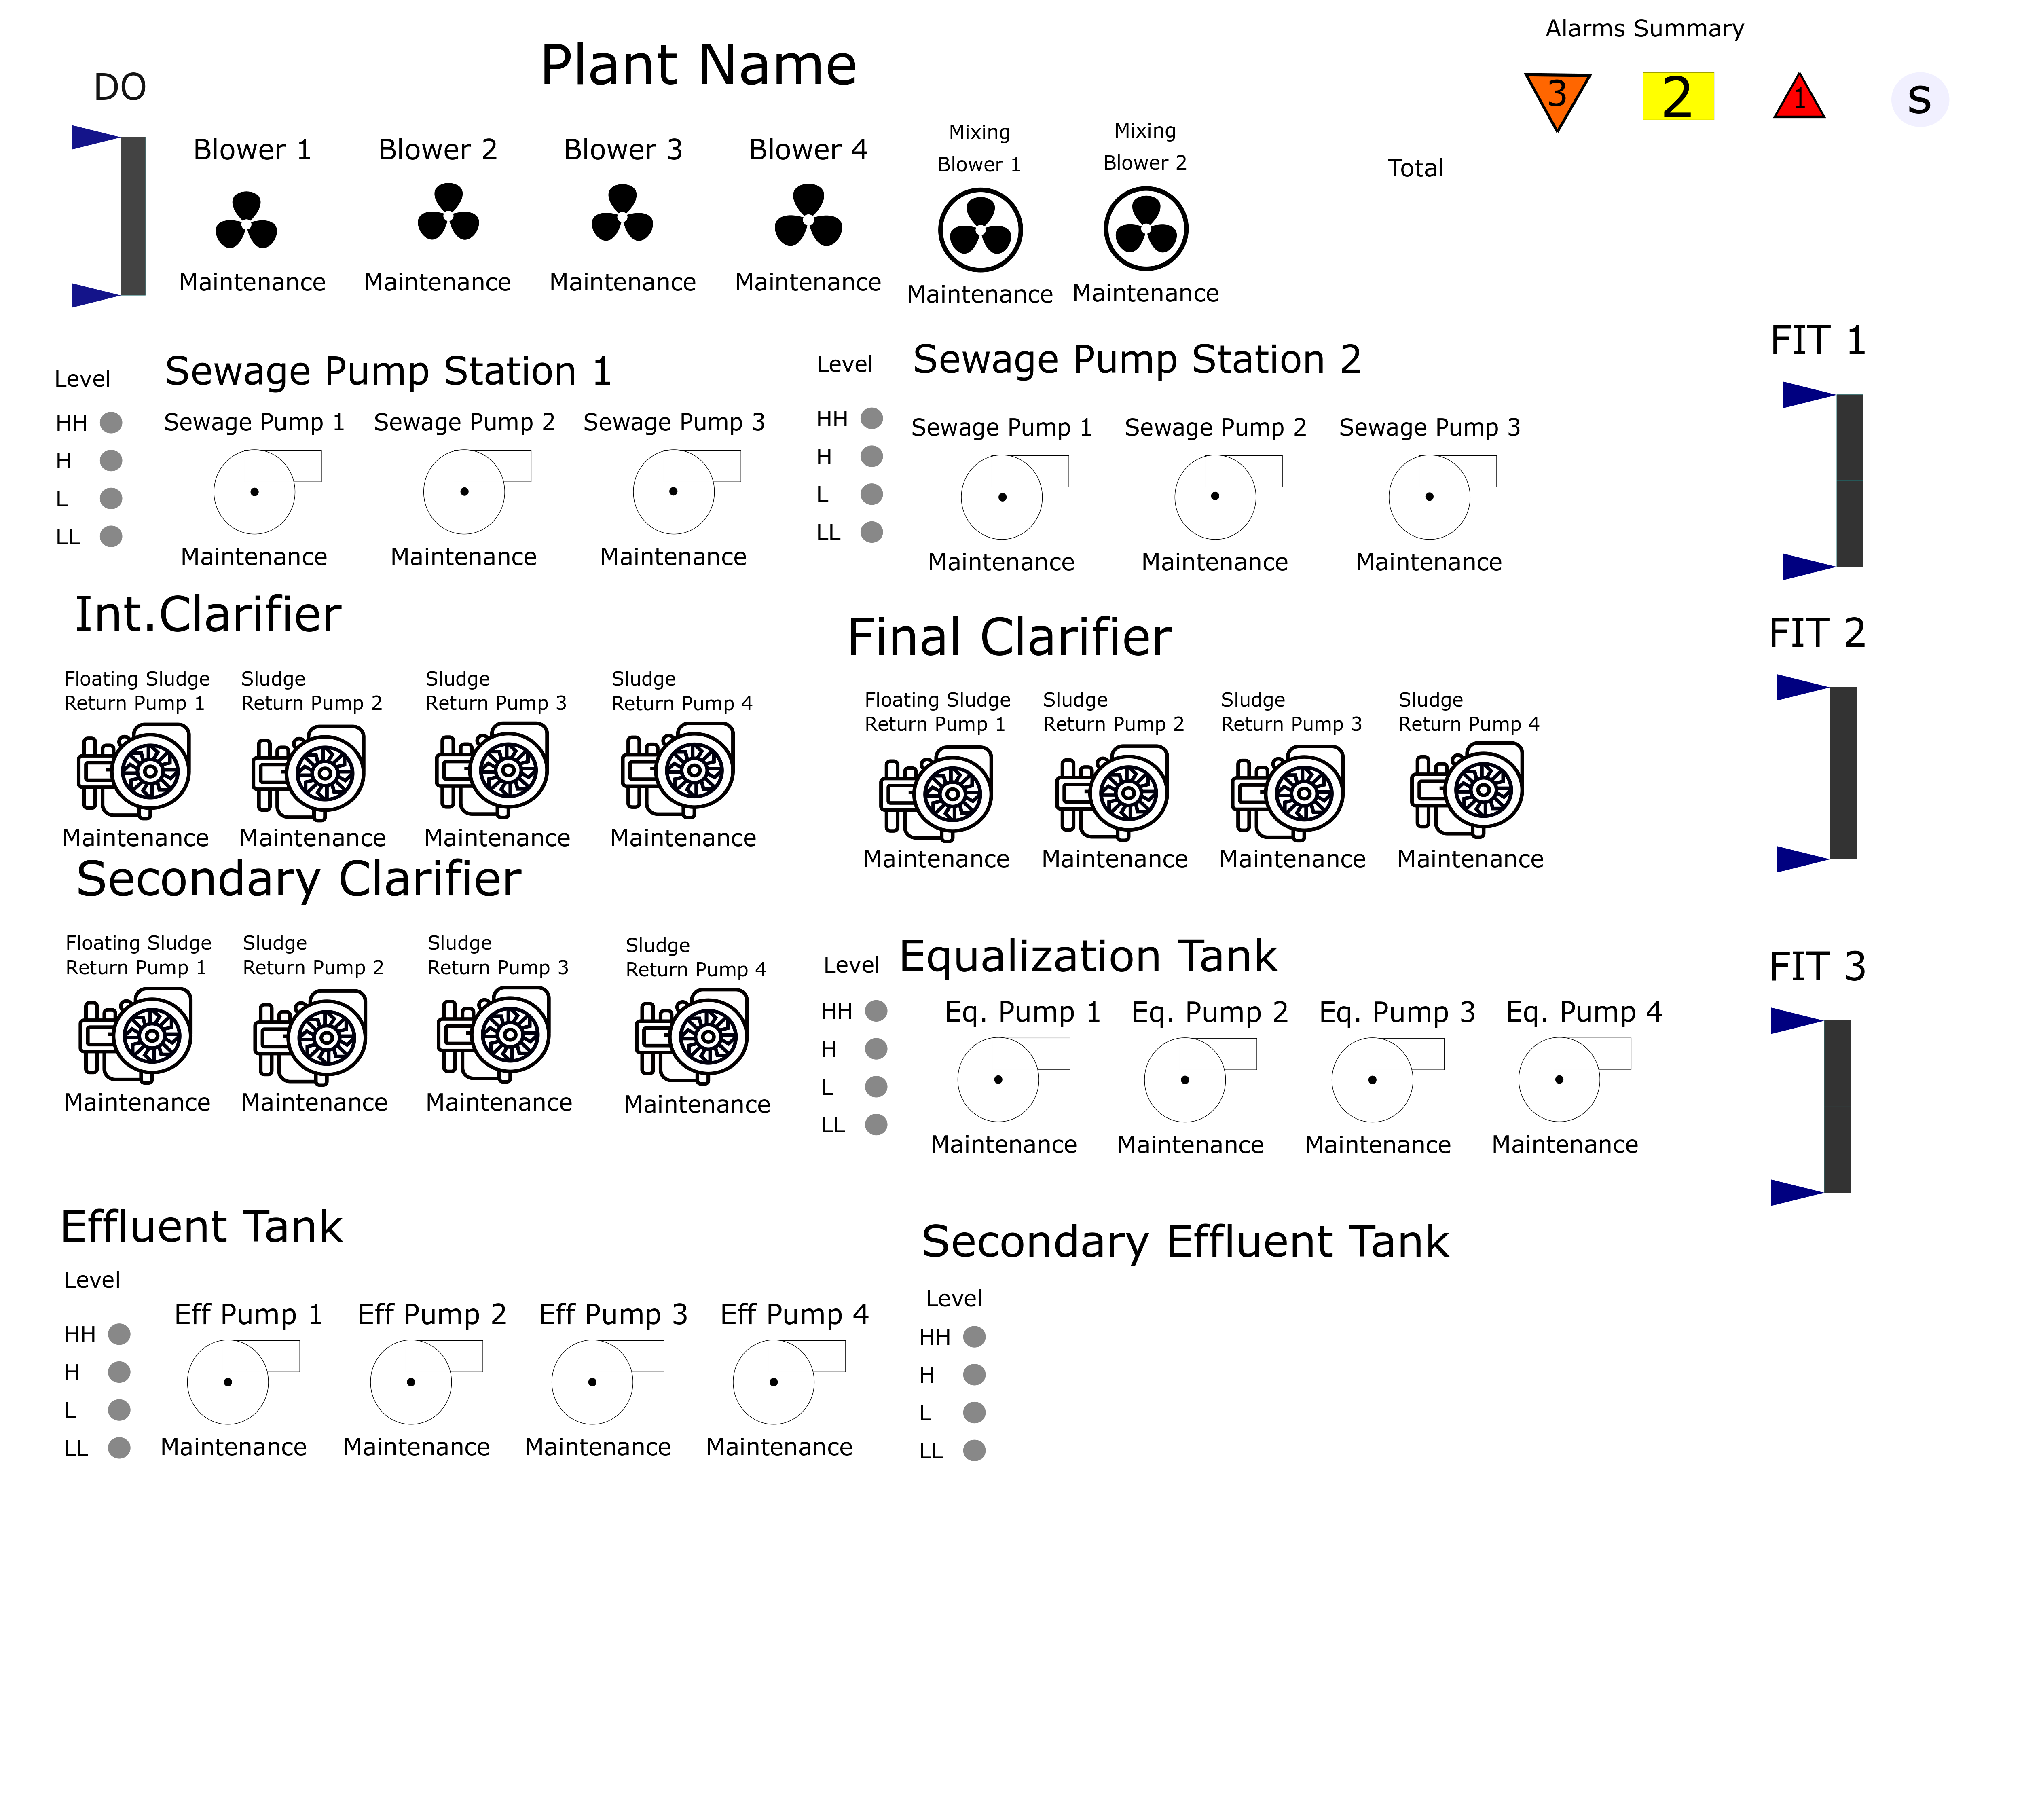 Alarms Summary
Plant Name
3
2
1
S
DO
Blower 1
Blower 2
Blower 3
Blower 4
Mixing
Blower 1
Mixing
Blower 2
Total
Maintenance
Maintenance
Maintenance
Maintenance
Maintenance
Maintenance
Level
Sewage Pump Station 1
HH
H
L
LL
Sewage Pump 1
Sewage Pump 2
Sewage Pump 3
Maintenance
Maintenance
Maintenance
Level
Sewage Pump Station 2
HH
H
L
LL
Sewage Pump 1
Sewage Pump 2
Sewage Pump 3
Maintenance
Maintenance
Maintenance
FIT 1
Int.Clarifier
Floating Sludge
Return Pump 1
Sludge
Return Pump 2
Sludge
Return Pump 3
Sludge
Return Pump 4
Maintenance
Maintenance
Maintenance
Maintenance
Final Clarifier
Floating Sludge
Return Pump 1
Sludge
Return Pump 2
Sludge
Return Pump 3
Sludge
Return Pump 4
Maintenance
Maintenance
Maintenance
Maintenance
FIT 2
Secondary Clarifier
Floating Sludge
Return Pump 1
Sludge
Return Pump 2
Sludge
Return Pump 3
Sludge
Return Pump 4
Maintenance
Maintenance
Maintenance
Maintenance
Level
Equalization Tank
HH
H
L
LL
Eq. Pump 1
Eq. Pump 2
Eq. Pump 3
Eq. Pump 4
Maintenance
Maintenance
Maintenance
Maintenance
FIT 3
Effluent Tank
Level
HH
H
L
LL
Eff Pump 1
Eff Pump 2
Eff Pump 3
Eff Pump 4
Maintenance
Maintenance
Maintenance
Maintenance
Secondary Effluent Tank
Level
HH
H
L
LL